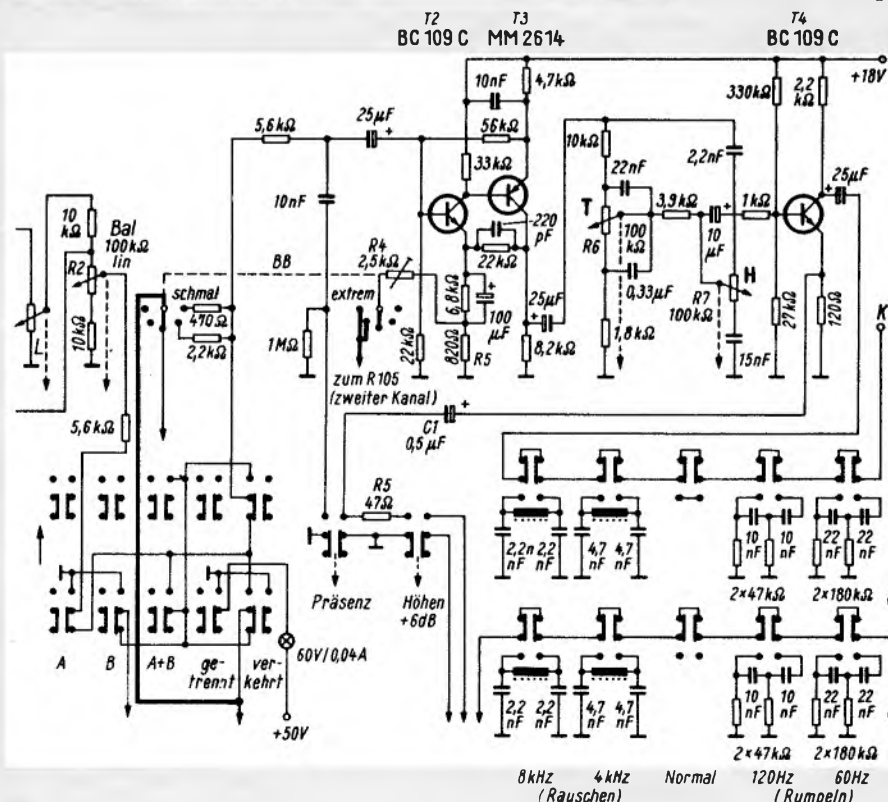 T2 T3 T4
BC 109 C MM 2614 BC 109 C
+18V
10nF
4,7kΩ
330kΩ
2,2
kΩ
25µF
5,6kΩ
56kΩ
10kΩ
22nF
2,2nF
25µF
33kΩ
10nF
3,9kΩ
1kΩ
10
kΩ
Bal
100kΩ
lin
R2
220
pF
T
R6
100
kΩ
10
µF
R4
2,5kΩ
22kΩ
BB
0,33µF
H
R7
100kΩ
schmal
470Ω
extrem
6,8kΩ
25µF
100
µF
27kΩ
120Ω
10kΩ
L
2,2kΩ
1MΩ
22kΩ
820Ω
R5
8,2kΩ
1,8kΩ
15nF
K
zum R105
(zweiter Kanal)
5,6kΩ
C1
0,5µF
R5
47Ω
2,2n
2,2
nF
4,7
nF
4,7
nF
10
nF
10
nF
22
nF
22
nF
Präsenz
Höhen
+6dB
2×47kΩ 2×180kΩ
A B A+B ge-
trennt
ver-
kehrt
60V/0,04A
+50V
2,2
nF
2,2
nF
4,7
nF
4,7
nF
10
nF
10
nF
22
nF
22
nF
2×47kΩ 2×180kΩ
8kHz 4kHz Normal 120Hz 60Hz
(Rauschen) (Rumpeln)